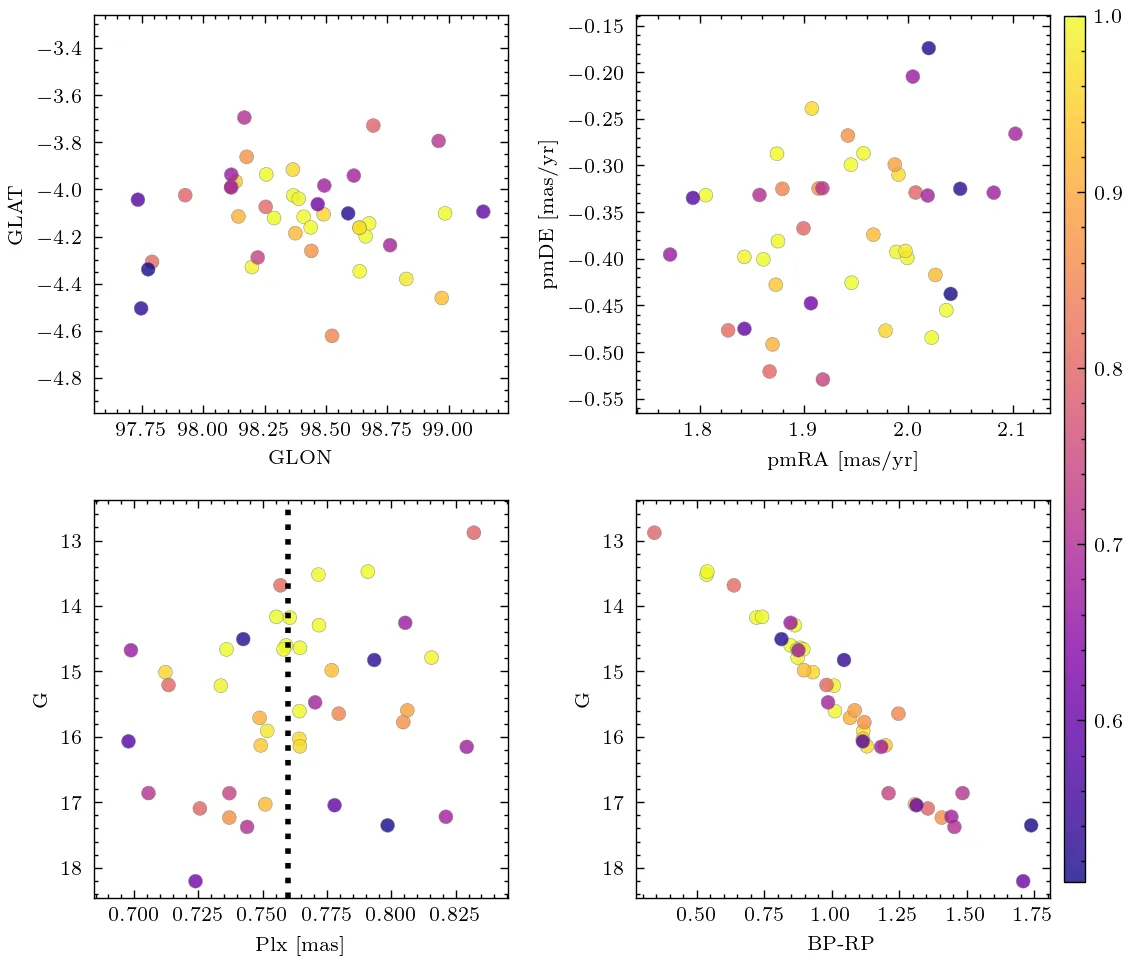 −3.4
−3.6
−3.8
−4.0
−4.2
−4.4
−4.6
−4.8
GLAT
97.75 98.00 98.25 98.50 98.75 99.00
GLON
−0.15
−0.20
−0.25
−0.30
−0.35
−0.40
−0.45
−0.50
−0.55
pmDE [mas/yr]
1.8 1.9 2.0 2.1
pmRA [mas/yr]
1.0
0.9
0.8
0.7
0.6
13
14
15
16
17
18
G
0.700 0.725 0.750 0.775 0.800 0.825
Plx [mas]
13
14
15
16
17
18
G
0.50 0.75 1.00 1.25 1.50 1.75
BP-RP